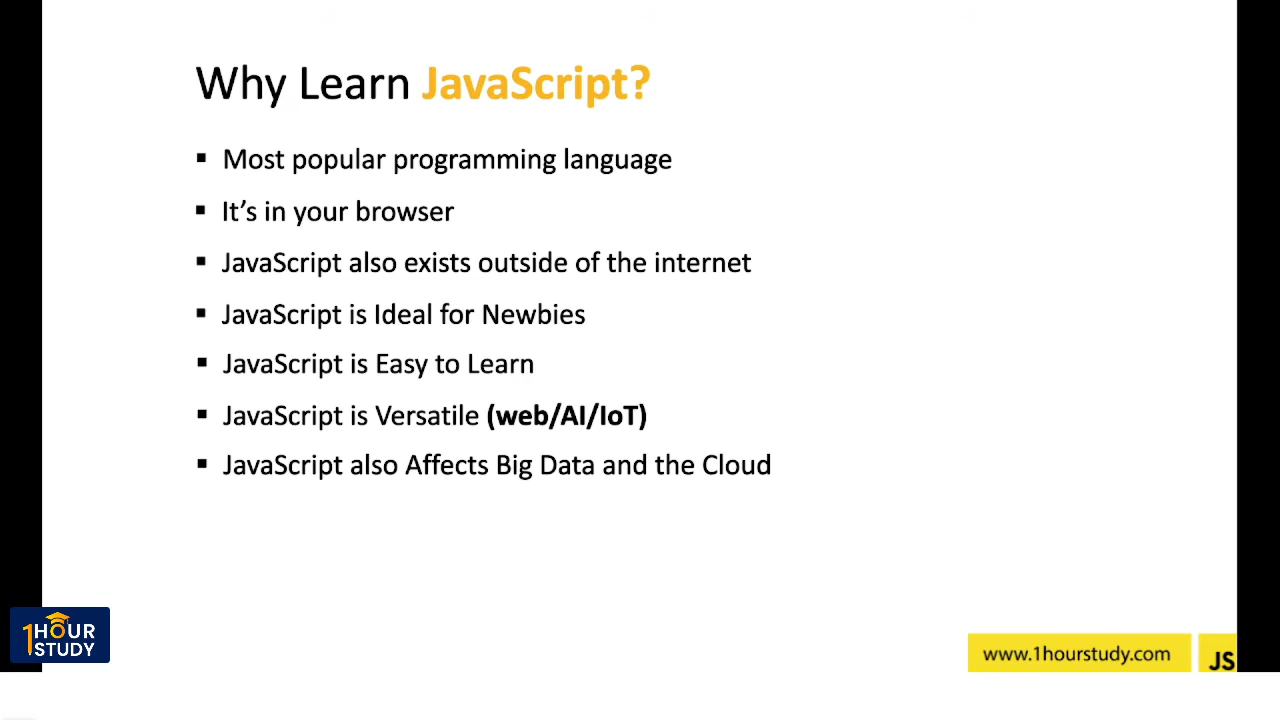 Why Learn JavaScript?
▪ Most popular programming language
▪ It’s in your browser
▪ JavaScript also exists outside of the internet
▪ JavaScript is Ideal for Newbies
▪ JavaScript is Easy to Learn
▪ JavaScript is Versatile (web/AI/IoT)
▪ JavaScript also Affects Big Data and the Cloud
1HOUR
STUDY
www.1hourstudy.com
JS